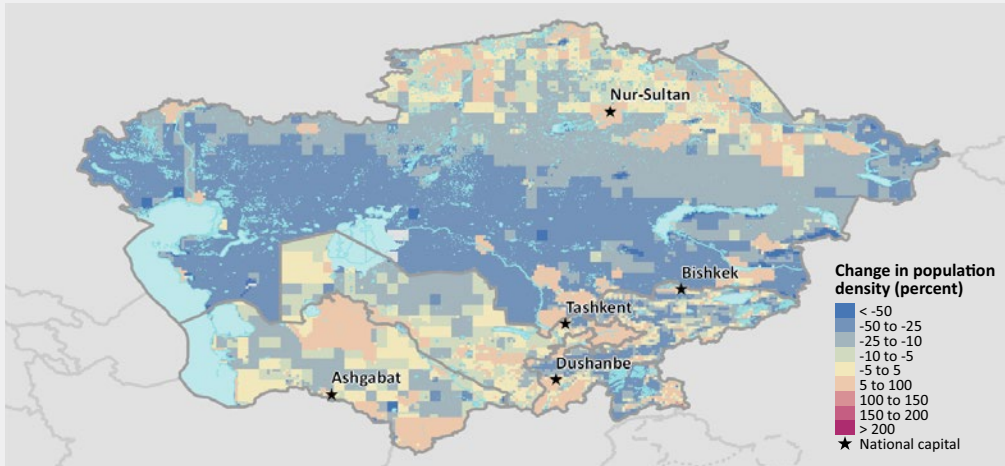 Nur-Sultan
Bishkek
Tashkent
Dushanbe
Ashgabat
Change in population
density (percent)
< -50
-50 to -25
-25 to -10
-10 to -5
-5 to 5
5 to 100
100 to 150
150 to 200
> 200
★ National capital